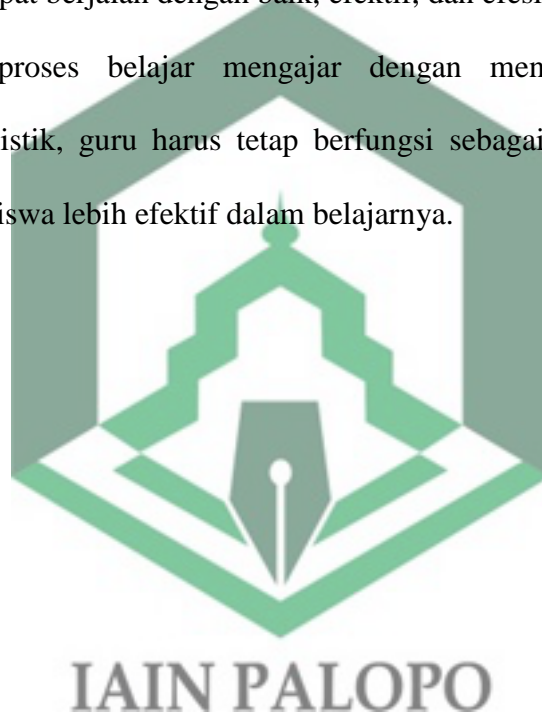 pat berjalan dengan baik, efektif, dan efesi
proses belajar mengajar dengan men
istik, guru harus tetap berfungsi sebagai
iswa lebih efektif dalam belajarnya.
IAIN PALOPO